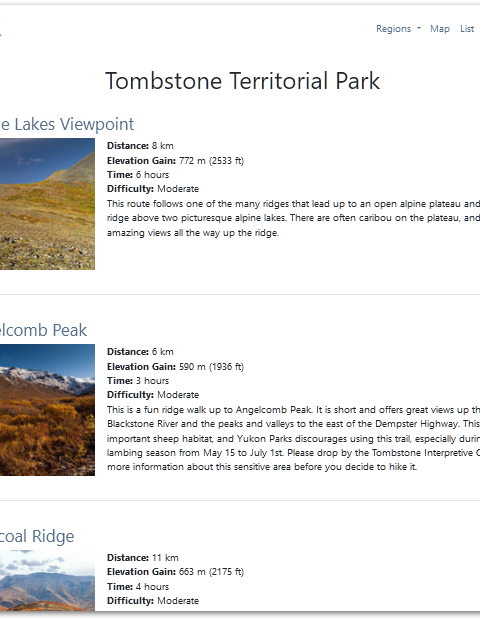 Regions Map List
Tombstone Territorial Park
e Lakes Viewpoint
Distance: 8 km
Elevation Gain: 772 m (2533 ft)
Time: 6 hours
Difficulty: Moderate
This route follows one of the many ridges that lead up to an open alpine plateau and
ridge above two picturesque alpine lakes. There are often caribou on the plateau, and
amazing views all the way up the ridge.
elcomb Peak
Distance: 6 km
Elevation Gain: 590 m (1936 ft)
Time: 3 hours
Difficulty: Moderate
This is a fun ridge walk up to Angelcomb Peak. It is short and offers great views up th
Blackstone River and the peaks and valleys to the east of the Dempster Highway. This
important sheep habitat, and Yukon Parks discourages using this trail, especially durin
lambing season from May 15 to July 1st. Please drop by the Tombstone Interpretive C
more information about this sensitive area before you decide to hike it.
coal Ridge
Distance: 11 km
Elevation Gain: 663 m (2175 ft)
Time: 4 hours
Difficulty: Moderate